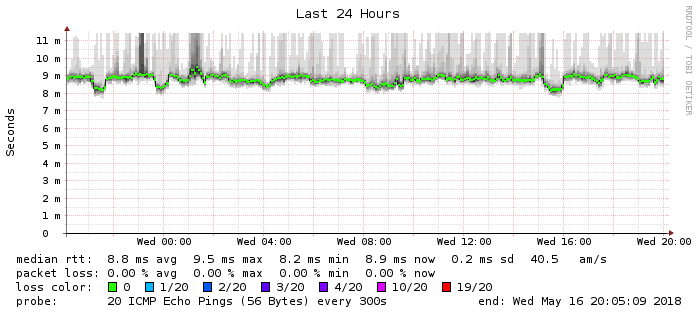 Last 24 Hours
RRDTOOL / TOBI OETIKER
Seconds
11 m
10 m
9 m
8 m
7 m
6 m
5 m
4 m
3 m
2 m
1 m
0
Wed 00:00 Wed 04:00 Wed 08:00 Wed 12:00 Wed 16:00 Wed 20:00
median rtt: 8.8 ms avg 9.5 ms max 8.2 ms min 8.9 ms now 0.2 ms sd 40.5 am/s
packet loss: 0.00 % avg 0.00 % max 0.00 % min 0.00 % now
loss color: 0 1/20 2/20 3/20 4/20 10/20 19/20
probe: 20 ICMP Echo Pings (56 Bytes) every 300s end: Wed May 16 20:05:09 2018